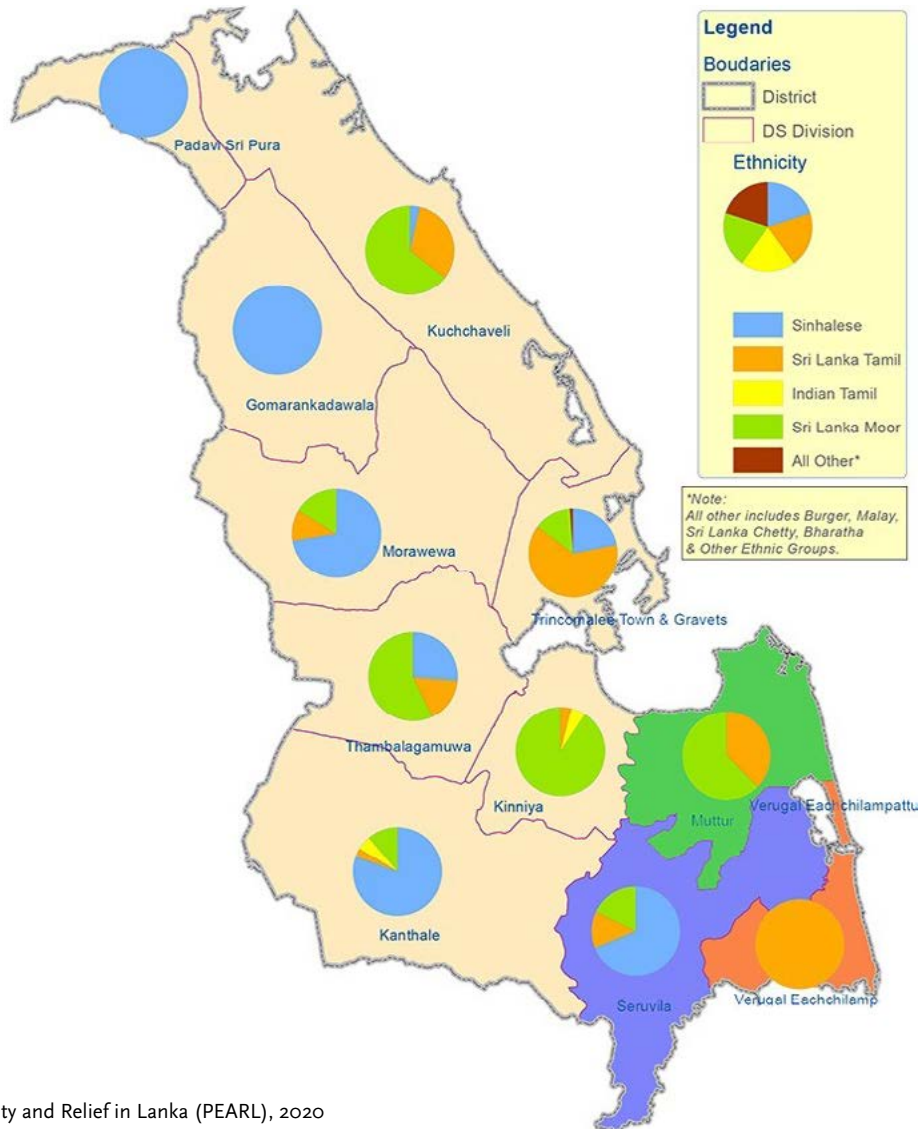 Legend
Boudaries
District
DS Division
Ethnicity
Sinhalese
Sri Lanka Tamil
Indian Tamil
Sri Lanka Moor
All Other*
*Note:
All other includes Burger, Malay,
Sri Lanka Chetty, Bharatha
& Other Ethnic Groups.
Padavi Sri Pura
Kuchchaveli
Gomarankadawala
Morawewa
Trincomalee Town & Gravets
Thambalagamuwa
Kinniya
Muttur
Verugal Eachchilampattu
Kanthale
Seruvila
Verugal Eachchilamp
ty and Relief in Lanka (PEARL), 2020